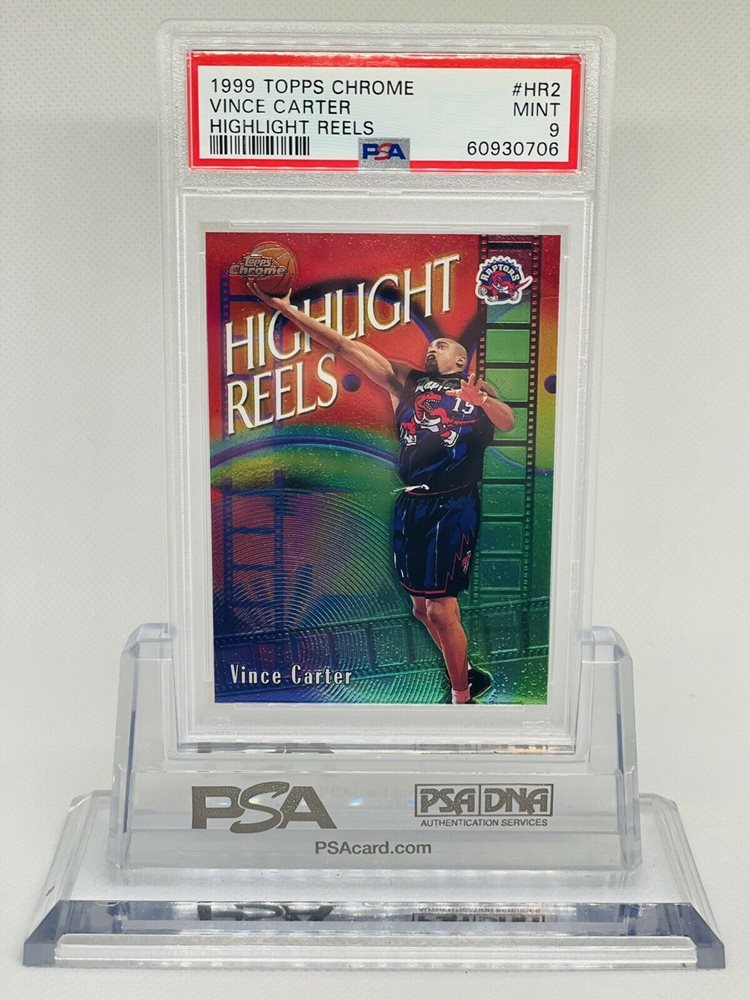 1999 TOPPS CHROME #HR2
VINCE CARTER MINT
HIGHLIGHT REELS 9
PSA 60930706
Topps
Chrome
RAPTORS
HIGHLIGHT
REELS
Raptors
15
Vince Carter
PSA
PSA DNA
AUTHENTICATION SERVICES
PSAcard.com